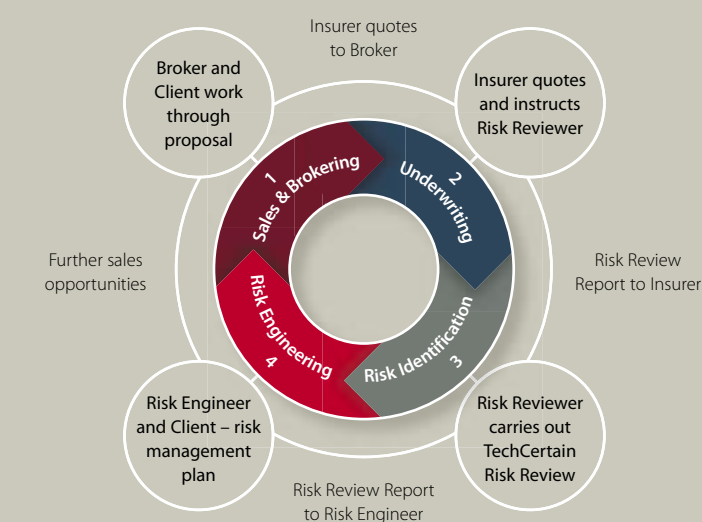 Insurer quotes
to Broker
Broker and
Client work
through
proposal
Insurer quotes
and instructs
Risk Reviewer
1
Sales & Brokering
2
Underwriting
Further sales
opportunities
Risk Review
Report to Insurer
Risk Engineering
4
Risk Identification
3
Risk Engineer
and Client – risk
management
plan
Risk Reviewer
carries out
TechCertain
Risk Review
Risk Review Report
to Risk Engineer